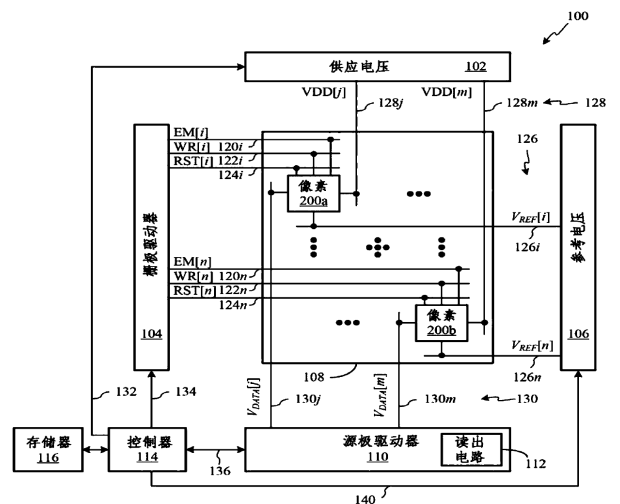 100
供应电压 102
VDD[j] VDD[m]
128j 128m 128
EM[i]
WR[i] 120i
RST[i] 122i
124i
126
像素
200a
V_REF[i]
126i
栅极驱动器
104
参考电压
106
EM[n]
WR[n] 120n
RST[n] 122n
124n
像素
200b
V_REF[n]
126n
108
132 134
V_DATA[j] 130j V_DATA[m] 130m 130
存储器
116
控制器
114
136
源极驱动器
110
读出
电路
112
140